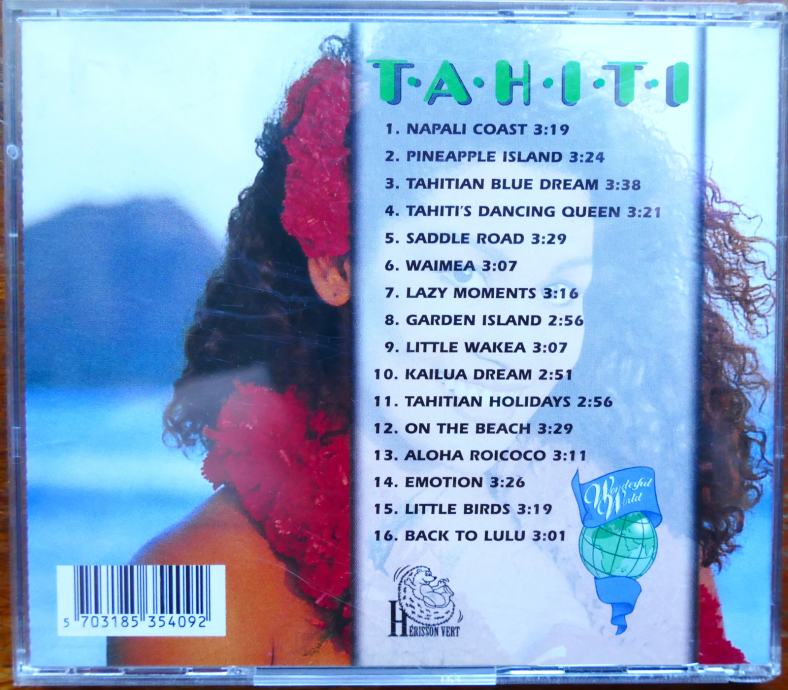 T·A·H·I·T·I
1. NAPALI COAST 3:19
2. PINEAPPLE ISLAND 3:24
3. TAHITIAN BLUE DREAM 3:38
4. TAHITI'S DANCING QUEEN 3:21
5. SADDLE ROAD 3:29
6. WAIMEA 3:07
7. LAZY MOMENTS 3:16
8. GARDEN ISLAND 2:56
9. LITTLE WAKEA 3:07
10. KAILUA DREAM 2:51
11. TAHITIAN HOLIDAYS 2:56
12. ON THE BEACH 3:29
13. ALOHA ROICOCO 3:11
14. EMOTION 3:26
15. LITTLE BIRDS 3:19
16. BACK TO LULU 3:01
Wonderful
World
HÉRISSON VERT
5 703185 354092